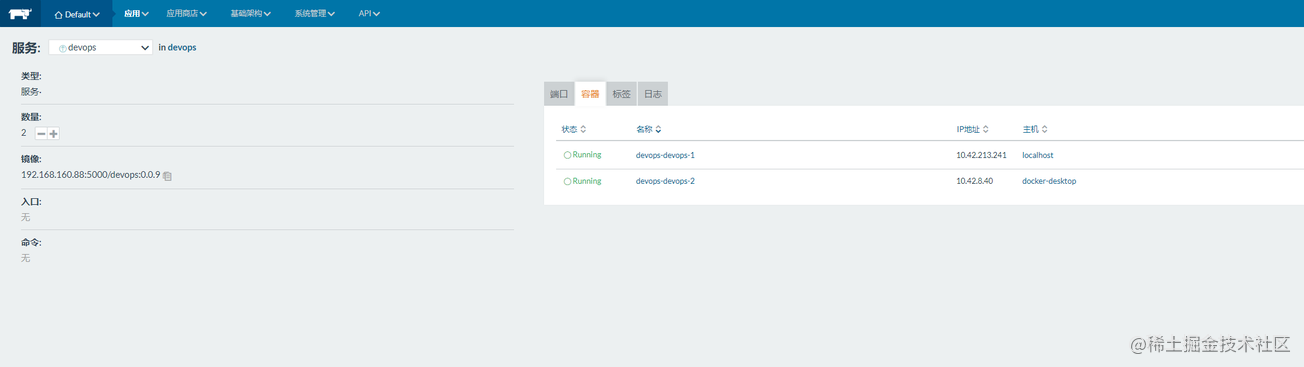 Default 应用 应用商店 基础架构 系统管理 API
服务: devops in devops
类型:
服务-
数量:
2
镜像:
192.168.160.88:5000/devops:0.0.9
入口:
无
命令:
无
端口 容器 标签 日志
状态 名称 IP地址 主机
Running devops-devops-1 10.42.213.241 localhost
Running devops-devops-2 10.42.8.40 docker-desktop
@稀土掘金技术社区